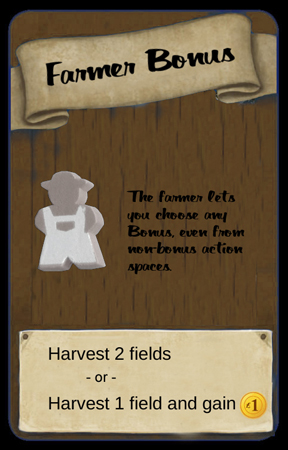 Farmer Bonus
The farmer lets
you choose any
Bonus, even from
non-bonus action
spaces.
Harvest 2 fields
- or -
Harvest 1 field and gain 1